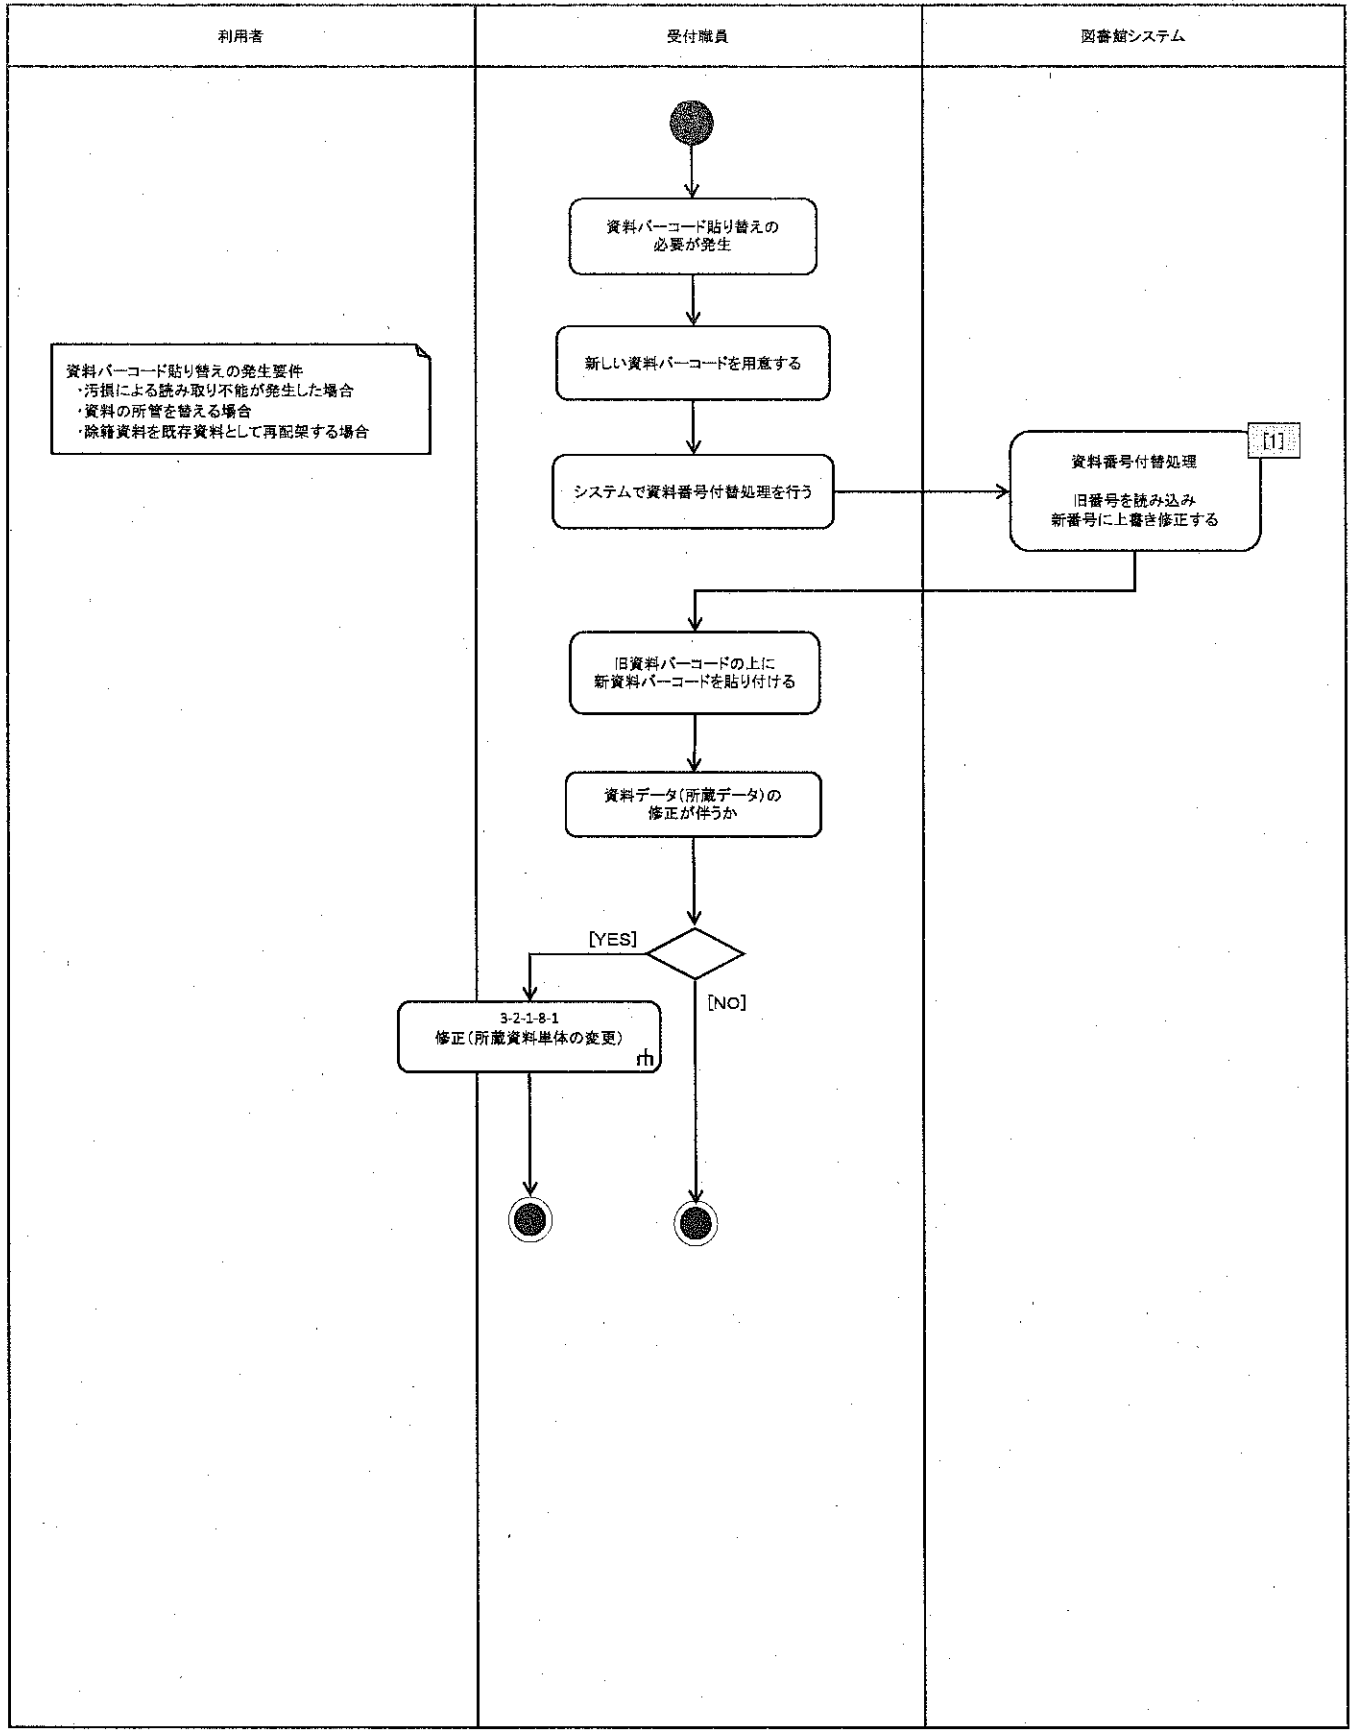 利用者
受付職員
図書館システム
資料バーコード貼り替えの
必要が発生
新しい資料バーコードを用意する
資料バーコード貼り替えの発生要件
・汚損による読み取り不能が発生した場合
・資料の所管を替える場合
・除籍資料を既存資料として再配架する場合
システムで資料番号付替処理を行う
[1]
資料番号付替処理
旧番号を読み込み
新番号に上書き修正する
旧資料バーコードの上に
新資料バーコードを貼り付ける
資料データ(所蔵データ)の
修正が伴うか
[YES]
[NO]
3-2-1-8-1
修正(所蔵資料単体の変更)